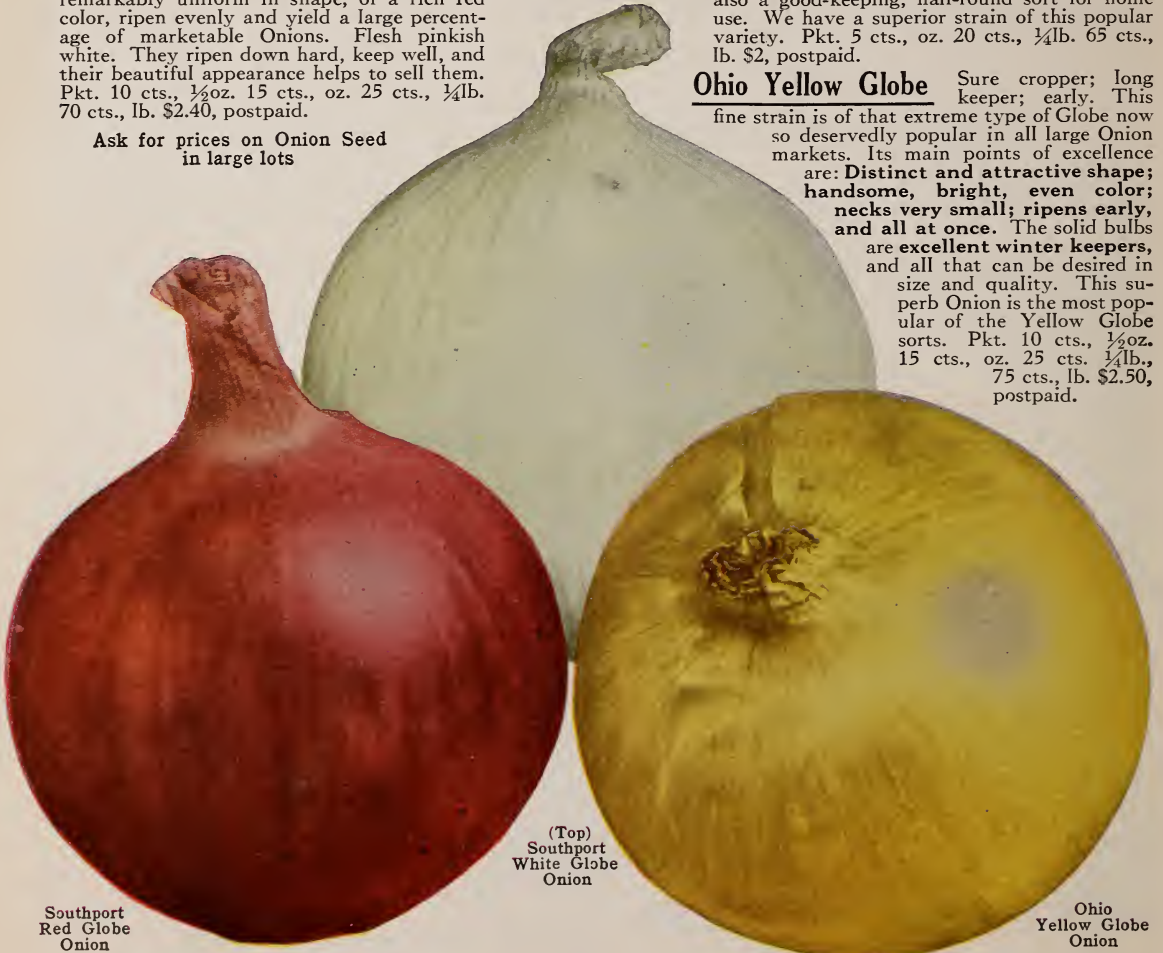 remarkably uniform in shape, of a rich red
color, ripen evenly and yield a large percent-
age of marketable Onions. Flesh pinkish
white. They ripen down hard, keep well, and
their beautiful appearance helps to sell them.
Pkt. 10 cts., ½oz. 15 cts., oz. 25 cts., ¼lb.
70 cts., lb. $2.40, postpaid.
Ask for prices on Onion Seed
in large lots
also a good-keeping, half-round sort for home
use. We have a superior strain of this popular
variety. Pkt. 5 cts., oz. 20 cts., ¼lb. 65 cts.,
lb. $2, postpaid.
Ohio Yellow Globe Sure cropper; long
keeper; early. This
fine strain is of that extreme type of Globe now
so deservedly popular in all large Onion
markets. Its main points of excellence
are: Distinct and attractive shape;
handsome, bright, even color;
necks very small; ripens early,
and all at once. The solid bulbs
are excellent winter keepers,
and all that can be desired in
size and quality. This su-
perb Onion is the most pop-
ular of the Yellow Globe
sorts. Pkt. 10 cts., ½oz.
15 cts., oz. 25 cts. ¼lb.,
75 cts., lb. $2.50,
postpaid.
(Top)
Southport
White Globe
Onion
Southport
Red Globe
Onion
Ohio
Yellow Globe
Onion